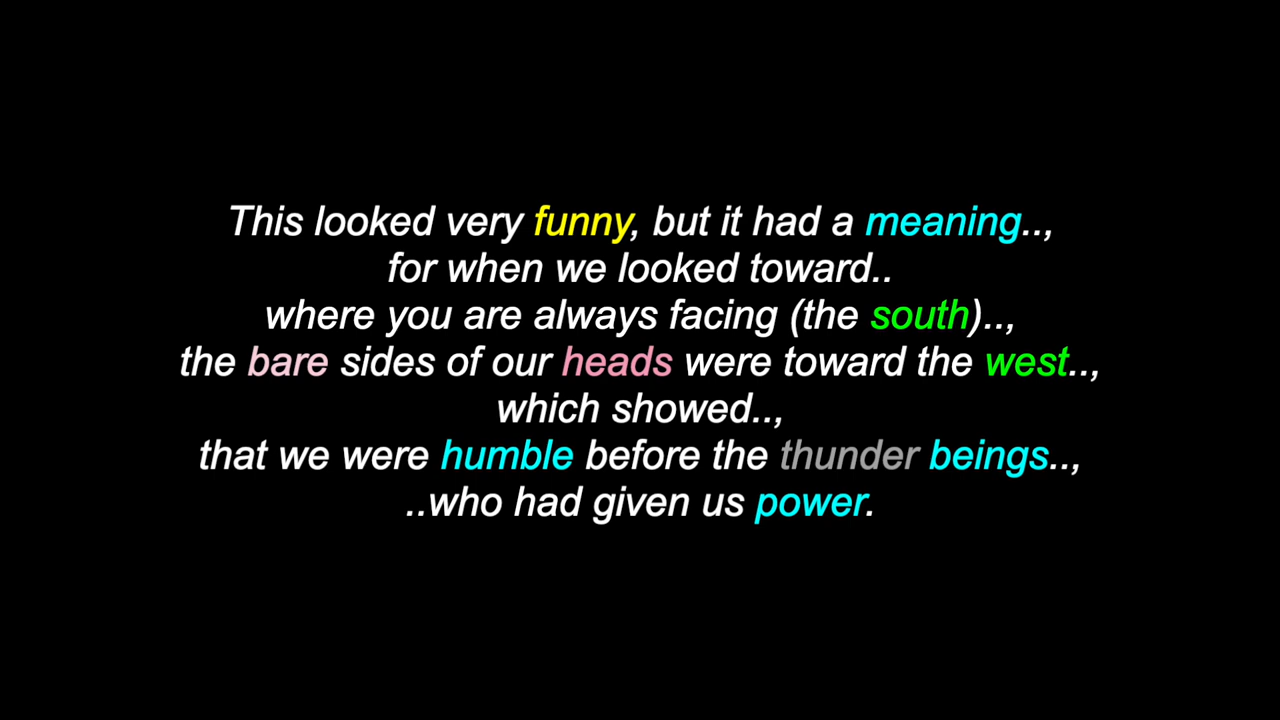 This looked very funny, but it had a meaning..,
for when we looked toward..
where you are always facing (the south)..,
the bare sides of our heads were toward the west..,
which showed..,
that we were humble before the thunder beings..,
..who had given us power.